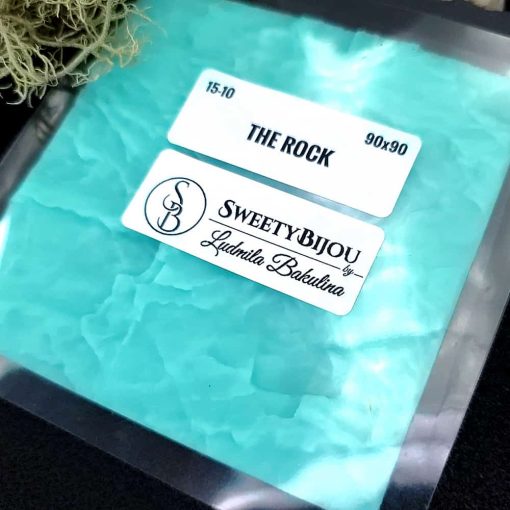 15-10
THE ROCK
90x90
SB
SWEETYBIJOU
by
Ludmila Bakulina